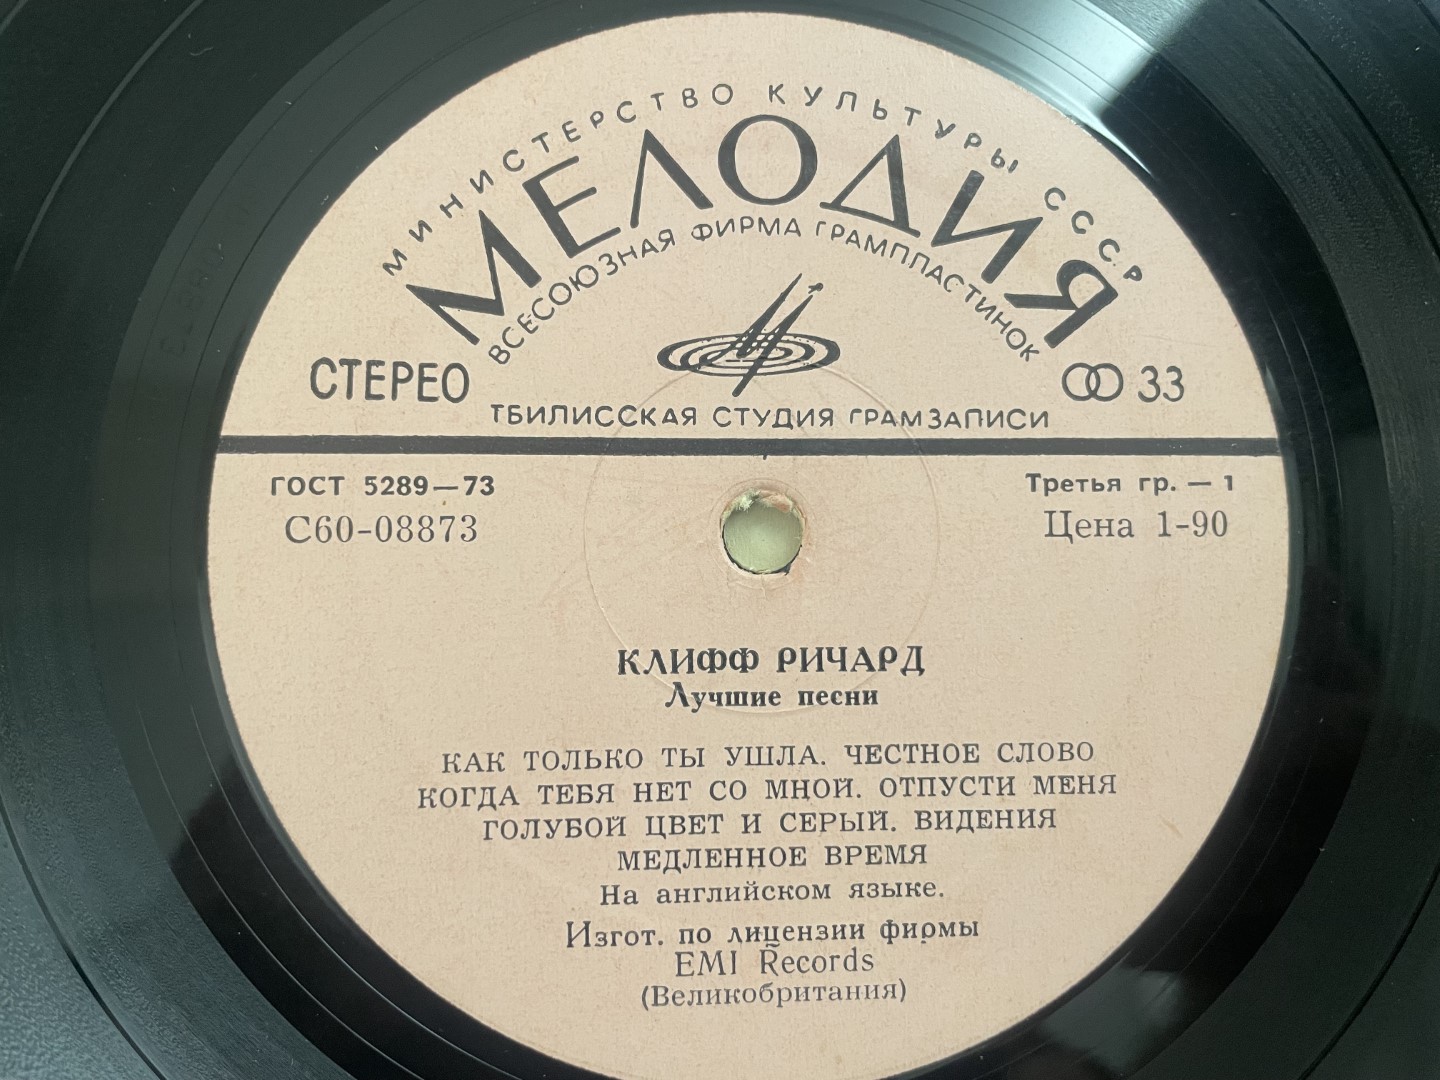 МИНИСТЕРСТВО КУЛЬТУРЫ СССР
МЕЛОДИЯ
ВСЕСОЮЗНАЯ ФИРМА ГРАМПЛАСТИНОК
СТЕРЕО
33
ТБИЛИССКАЯ СТУДИЯ ГРАМЗАПИСИ
ГОСТ 5289—73
Третья гр. — 1
С60-08873
Цена 1-90
КЛИФФ РИЧАРД
Лучшие песни
КАК ТОЛЬКО ТЫ УШЛА. ЧЕСТНОЕ СЛОВО
КОГДА ТЕБЯ НЕТ СО МНОЙ. ОТПУСТИ МЕНЯ
ГОЛУБОЙ ЦВЕТ И СЕРЫЙ. ВИДЕНИЯ
МЕДЛЕННОЕ ВРЕМЯ
На английском языке.
Изгот. по лицензии фирмы
EMI Records
(Великобритания)